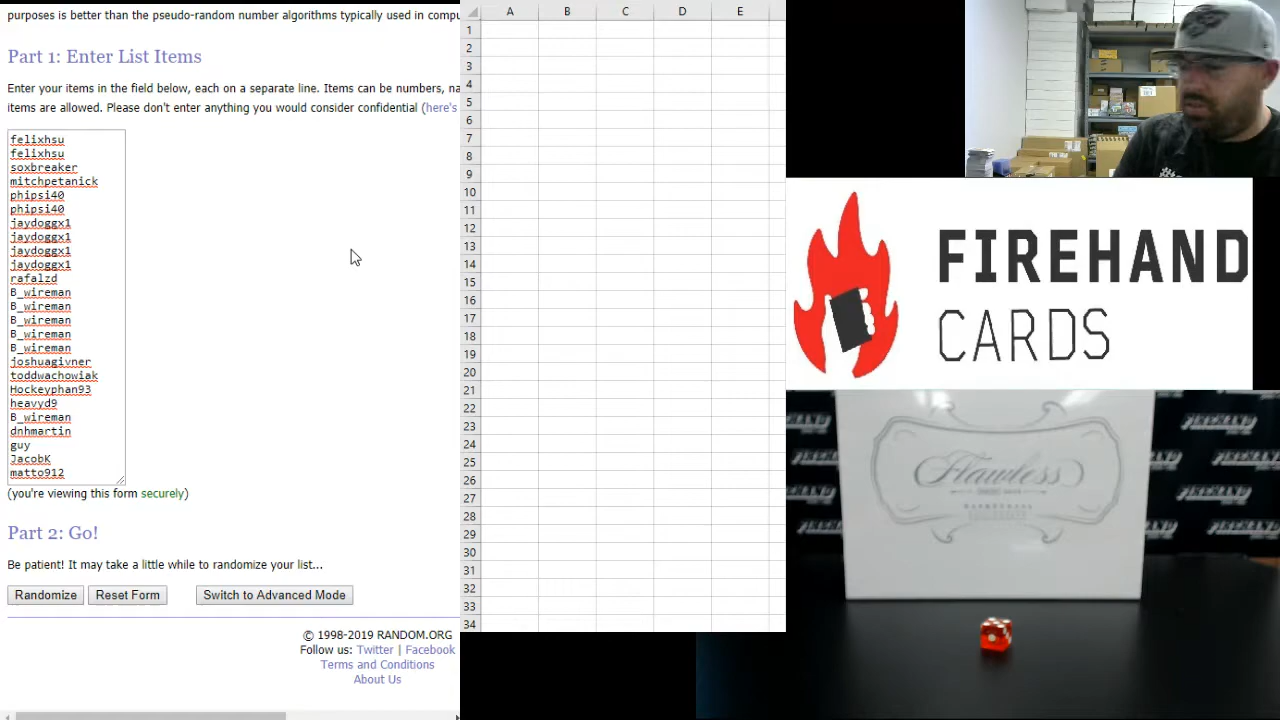 purposes is better than the pseudo-random number algorithms typically used in compu
Part 1: Enter List Items
Enter your items in the field below, each on a separate line. Items can be numbers, na
items are allowed. Please don't enter anything you would consider confidential (here's
felixhsu
felixhsu
soxbreaker
mitchpetanick
phipsi40
phipsi40
jaydoggx1
jaydoggx1
jaydoggx1
jaydoggx1
rafalzd
B_wireman
B_wireman
B_wireman
B_wireman
B_wireman
joshuagivner
toddwachowiak
Hockeyphan93
heavyd9
B_wireman
dnhmartin
guy
JacobK
matto912
(you're viewing this form securely)
Part 2: Go!
Be patient! It may take a little while to randomize your list...
Randomize
Reset Form
Switch to Advanced Mode
© 1998-2019 RANDOM.ORG
Follow us: Twitter | Facebook
Terms and Conditions
About Us
A B C D E
1
2
3
4
5
6
7
8
9
10
11
12
13
14
15
16
17
18
19
20
21
22
23
24
25
26
27
28
29
30
31
32
33
34
FIREHAND
CARDS
Flawless
BASKETBALL